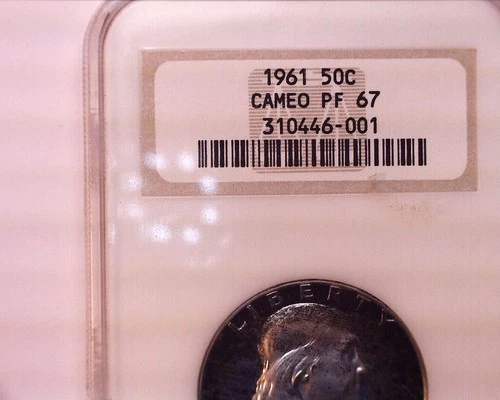 1961 50C
CAMEO PF 67
310446-001
LIBERTY